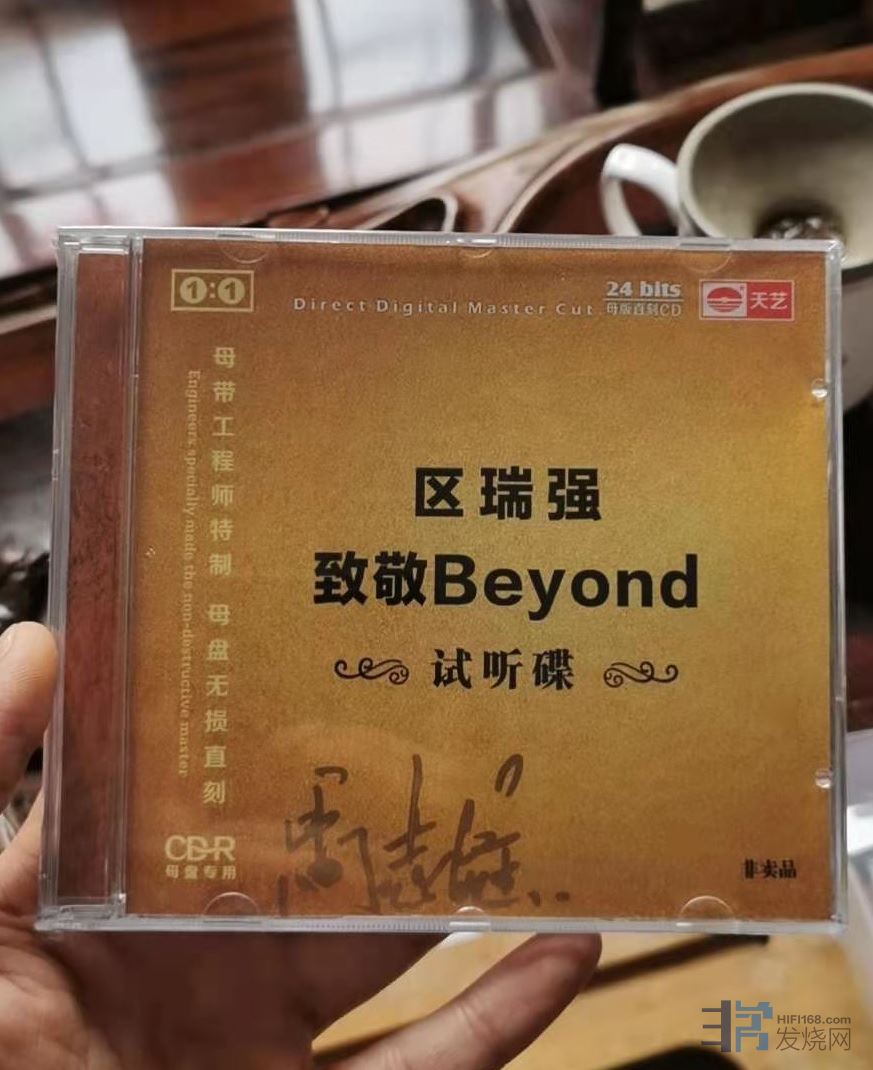 1:1
Direct Digital Master Cut
24 bits
母版直刻CD
天艺
母带工程师特制 母盘无损直刻
Engineers specially made the non-destructive master
区瑞强
致敬Beyond
试听碟
CD-R
母盘专用
非卖品
HIFI168.com
发烧网